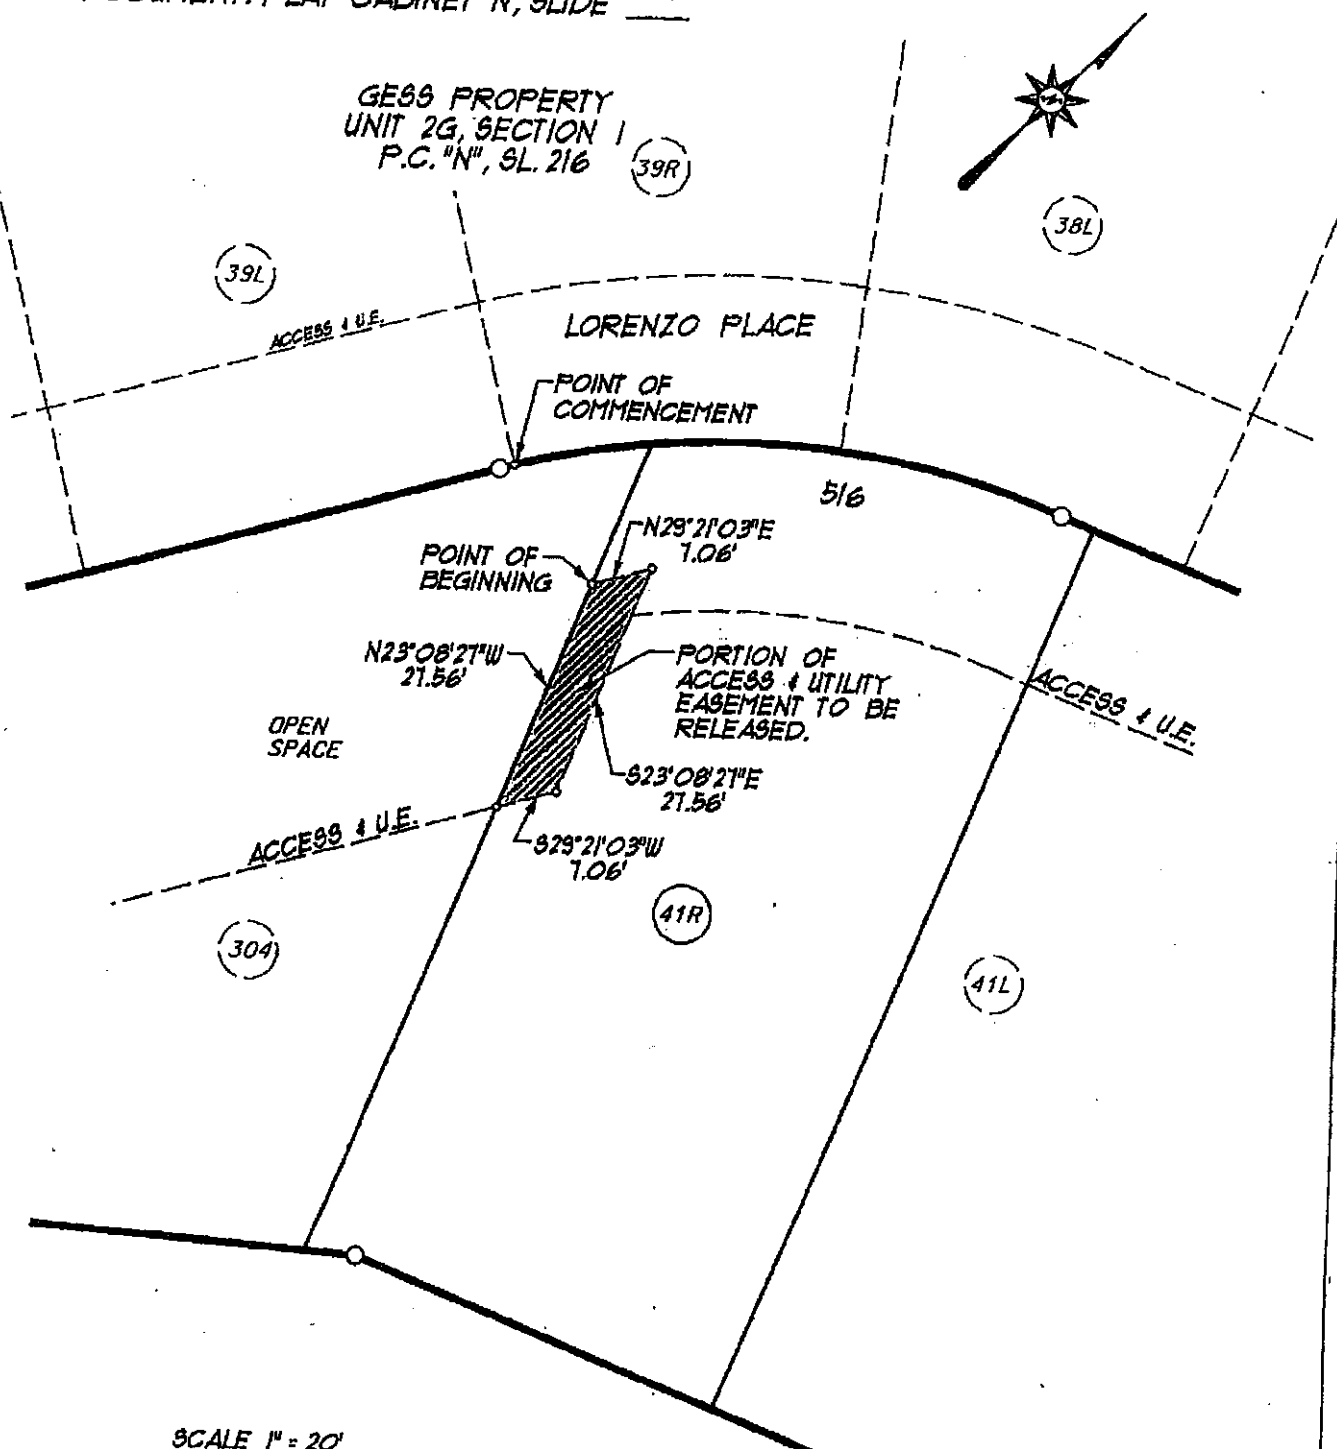 PLAT CABINET N, SLIDE ____
GESS PROPERTY
UNIT 2G, SECTION 1
P.C. "N", SL. 216
39R
38L
39L
ACCESS & U.E.
LORENZO PLACE
POINT OF
COMMENCEMENT
516
N29°21'03"E
7.06'
POINT OF
BEGINNING
N23°08'27"W
27.56'
PORTION OF
ACCESS & UTILITY
EASEMENT TO BE
RELEASED.
ACCESS & U.E.
OPEN
SPACE
S23°08'27"E
27.56'
ACCESS & U.E.
S29°21'03"W
7.06'
41R
304
41L
SCALE 1" = 20'